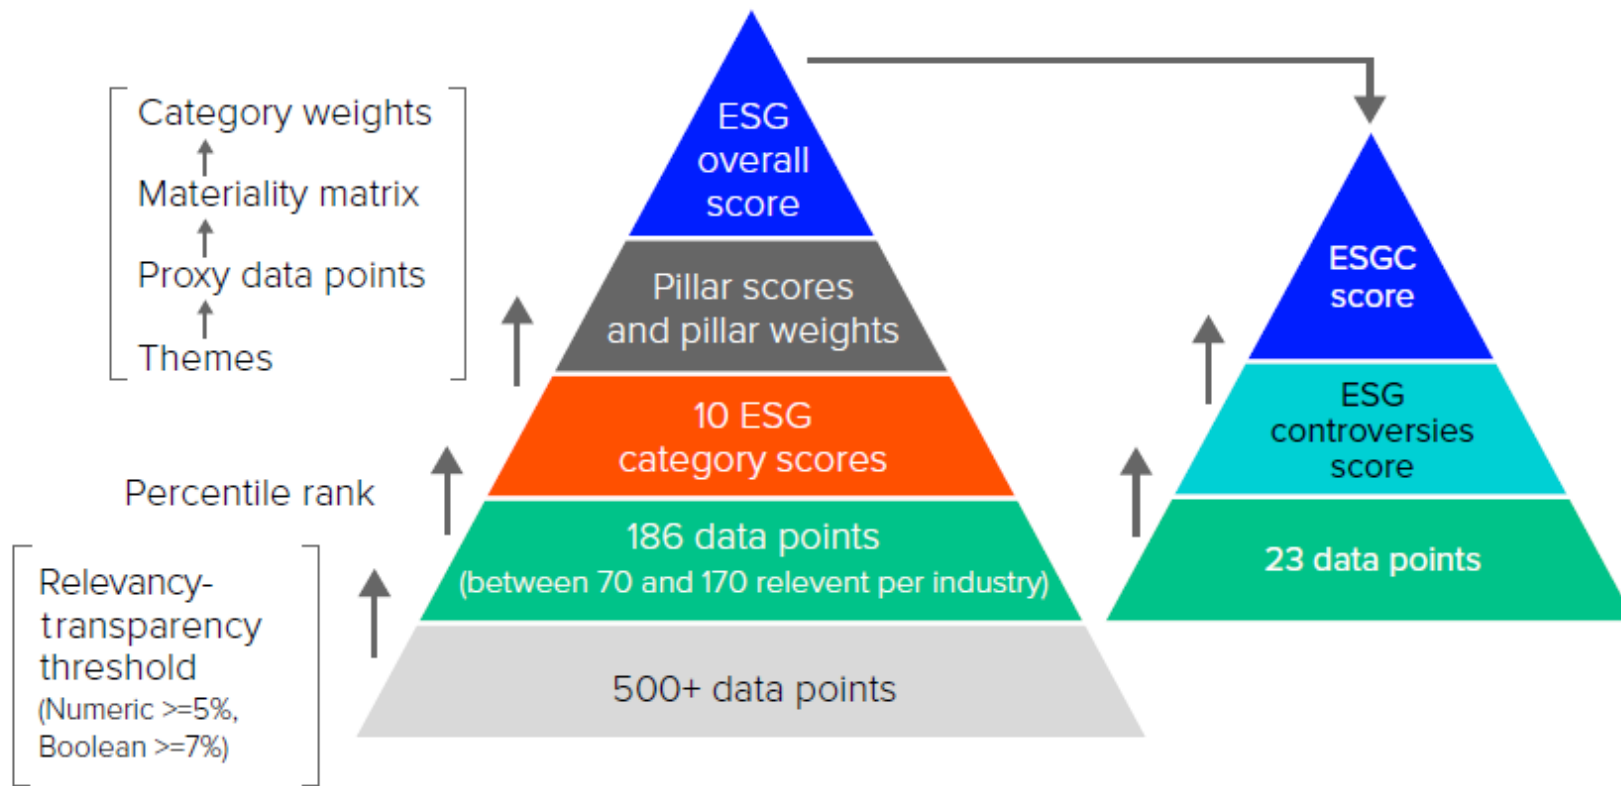 Category weights
Materiality matrix
Proxy data points
Themes
Percentile rank
Relevancy-
transparency
threshold
(Numeric >=5%,
Boolean >=7%)
ESG
overall
score
Pillar scores
and pillar weights
10 ESG
category scores
186 data points
(between 70 and 170 relevent per industry)
500+ data points
ESGC
score
ESG
controversies
score
23 data points